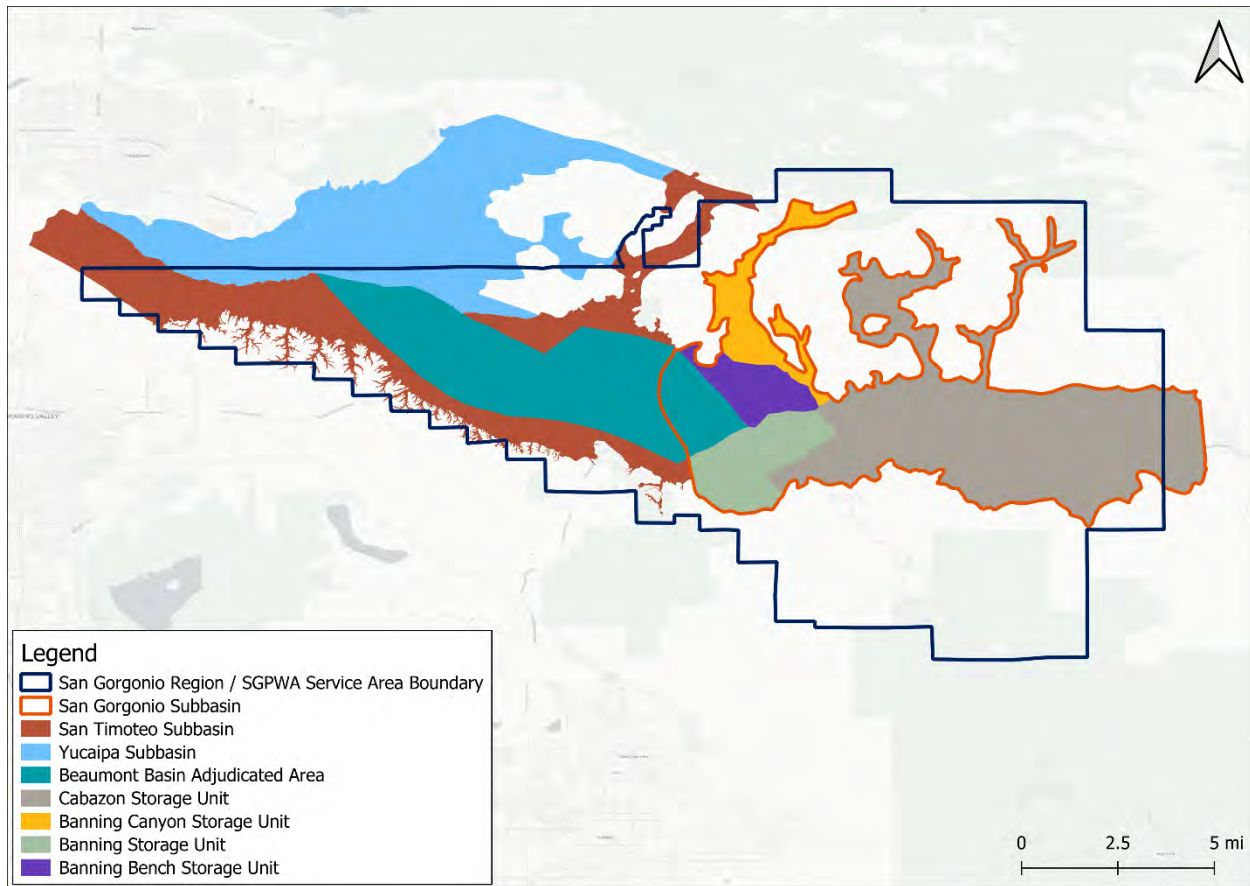 MORENO VALLEY
Legend
San Gorgonio Region / SGPWA Service Area Boundary
San Gorgonio Subbasin
San Timoteo Subbasin
Yucaipa Subbasin
Beaumont Basin Adjudicated Area
Cabazon Storage Unit
Banning Canyon Storage Unit
Banning Storage Unit
Banning Bench Storage Unit
0 2.5 5 mi